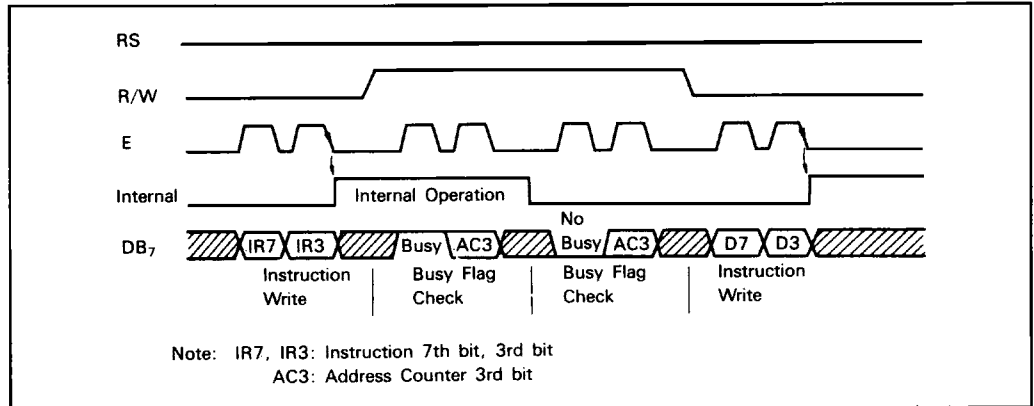 RS
R/W
E
Internal
Internal Operation
No
DB7
IR7 IR3 Busy AC3 Busy AC3 D7 D3
Instruction Write
Busy Flag Check
Busy Flag Check
Instruction Write
Note: IR7, IR3: Instruction 7th bit, 3rd bit
AC3: Address Counter 3rd bit